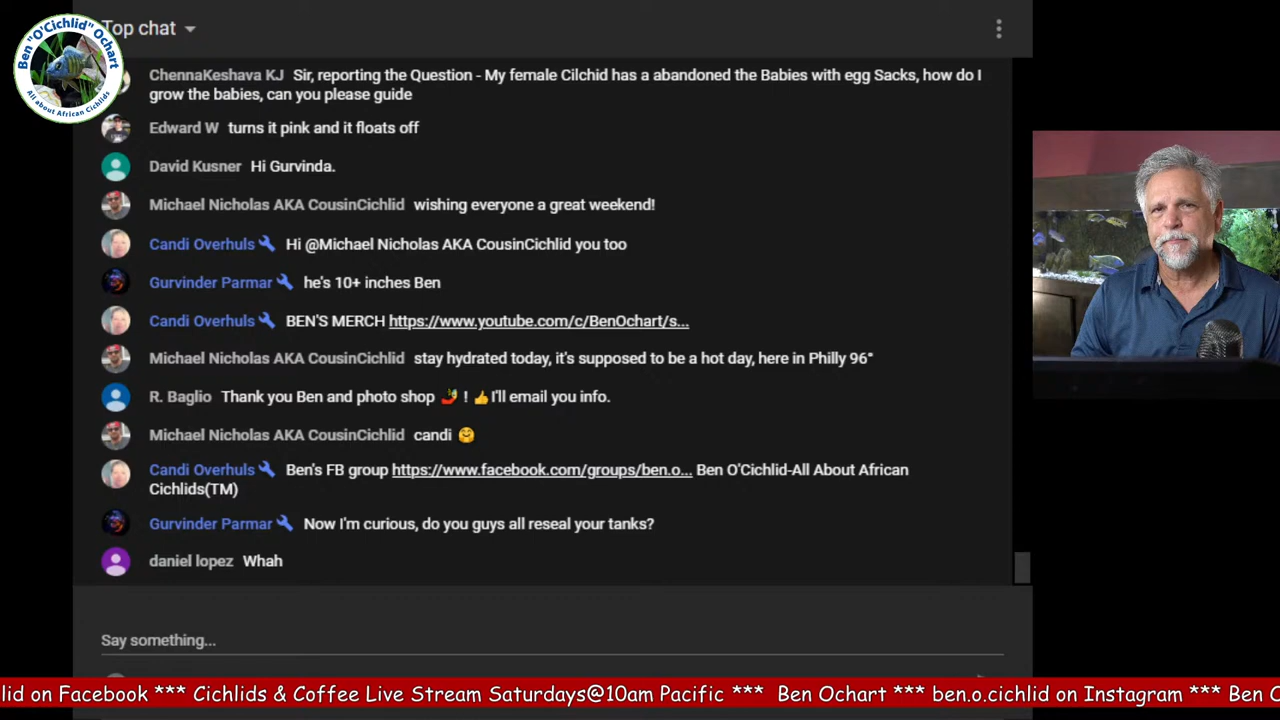 Ben "O'Cichlid" Ochart
All about African Cichlids
Top chat
ChennaKeshava KJ Sir, reporting the Question - My female Cilchid has a abandoned the Babies with egg Sacks, how do I
grow the babies, can you please guide
Edward W turns it pink and it floats off
David Kusner Hi Gurvinda.
Michael Nicholas AKA CousinCichlid wishing everyone a great weekend!
Candi Overhuls Hi @Michael Nicholas AKA CousinCichlid you too
Gurvinder Parmar he's 10+ inches Ben
Candi Overhuls BEN'S MERCH https://www.youtube.com/c/BenOchart/s...
Michael Nicholas AKA CousinCichlid stay hydrated today, it's supposed to be a hot day, here in Philly 96°
R. Baglio Thank you Ben and photo shop 🌶️ ! 👍I'll email you info.
Michael Nicholas AKA CousinCichlid candi 🤗
Candi Overhuls Ben's FB group https://www.facebook.com/groups/ben.o... Ben O'Cichlid-All About African
Cichlids(TM)
Gurvinder Parmar Now I'm curious, do you guys all reseal your tanks?
daniel lopez Whah
Say something...
lid on Facebook *** Cichlids & Coffee Live Stream Saturdays@10am Pacific *** Ben Ochart *** ben.o.cichlid on Instagram *** Ben O